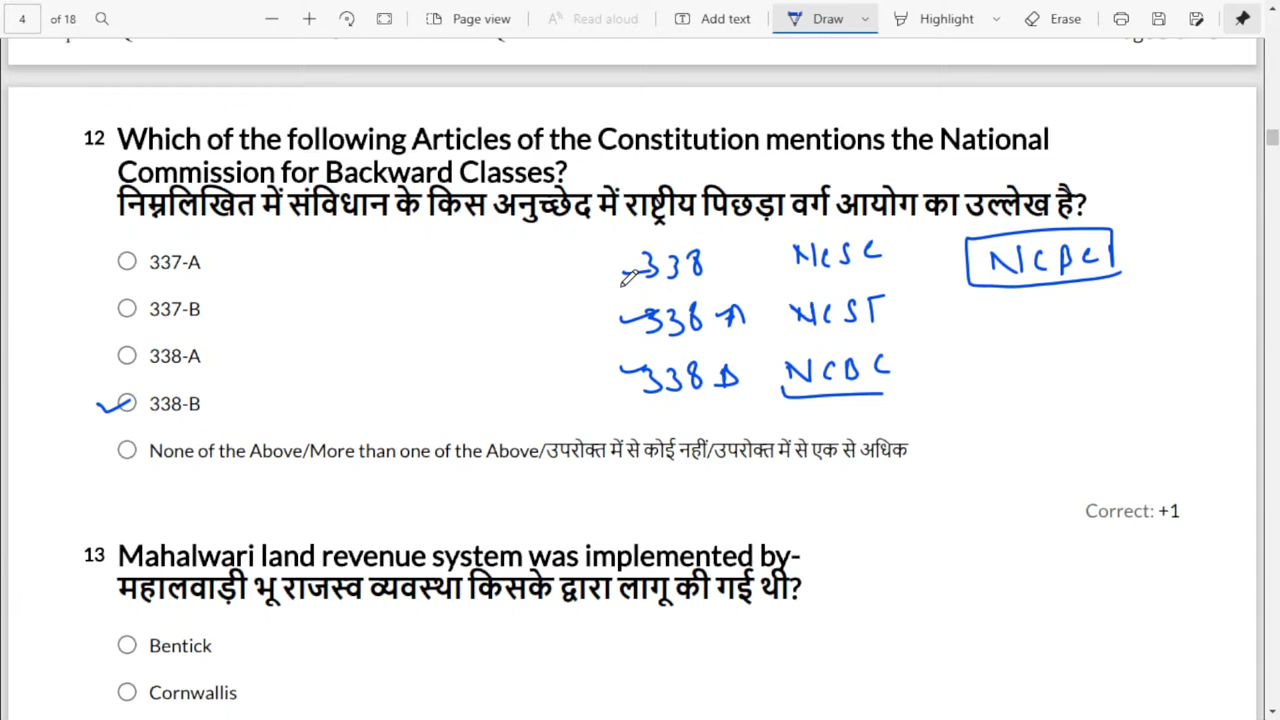 4 of 18 Page view Read aloud Add text Draw Highlight Erase
12 Which of the following Articles of the Constitution mentions the National
Commission for Backward Classes?
निम्नलिखित में संविधान के किस अनुच्छेद में राष्ट्रीय पिछड़ा वर्ग आयोग का उल्लेख है?
337-A
337-B
338-A
338-B
None of the Above/More than one of the Above/उपरोक्त में से कोई नहीं/उपरोक्त में से एक से अधिक
338 NCSC NCBC
338 A NCST
338 B NCBC
Correct: +1
13 Mahalwari land revenue system was implemented by-
महालवाड़ी भू राजस्व व्यवस्था किसके द्वारा लागू की गई थी?
Bentick
Cornwallis